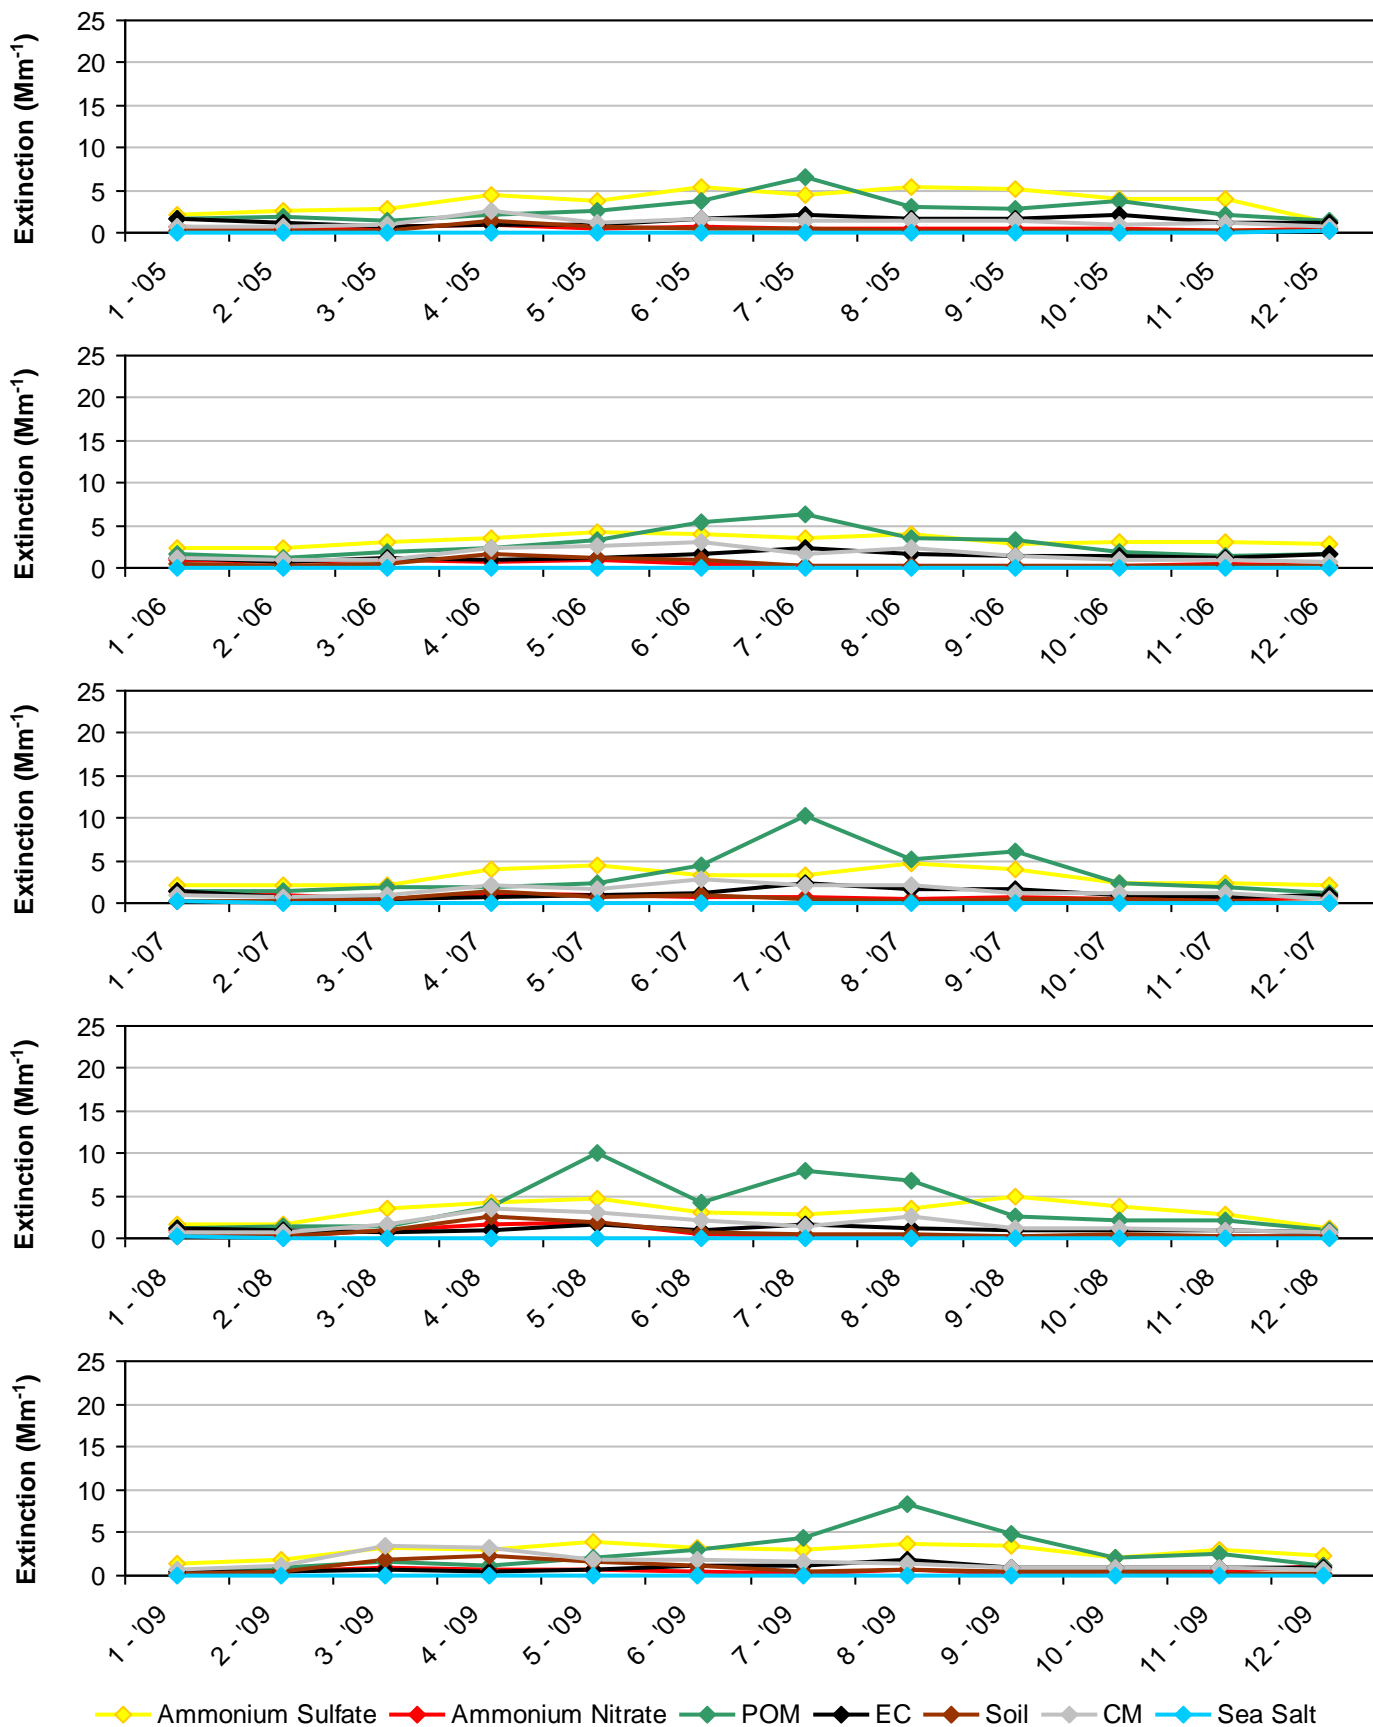 25
20
15
10
5
0
Extinction (Mm-1)
1 - '05
2 - '05
3 - '05
4 - '05
5 - '05
6 - '05
7 - '05
8 - '05
9 - '05
10 - '05
11 - '05
12 - '05
25
20
15
10
5
0
Extinction (Mm-1)
1 - '06
2 - '06
3 - '06
4 - '06
5 - '06
6 - '06
7 - '06
8 - '06
9 - '06
10 - '06
11 - '06
12 - '06
25
20
15
10
5
0
Extinction (Mm-1)
1 - '07
2 - '07
3 - '07
4 - '07
5 - '07
6 - '07
7 - '07
8 - '07
9 - '07
10 - '07
11 - '07
12 - '07
25
20
15
10
5
0
Extinction (Mm-1)
1 - '08
2 - '08
3 - '08
4 - '08
5 - '08
6 - '08
7 - '08
8 - '08
9 - '08
10 - '08
11 - '08
12 - '08
25
20
15
10
5
0
Extinction (Mm-1)
1 - '09
2 - '09
3 - '09
4 - '09
5 - '09
6 - '09
7 - '09
8 - '09
9 - '09
10 - '09
11 - '09
12 - '09
Ammonium Sulfate Ammonium Nitrate POM EC Soil CM Sea Salt